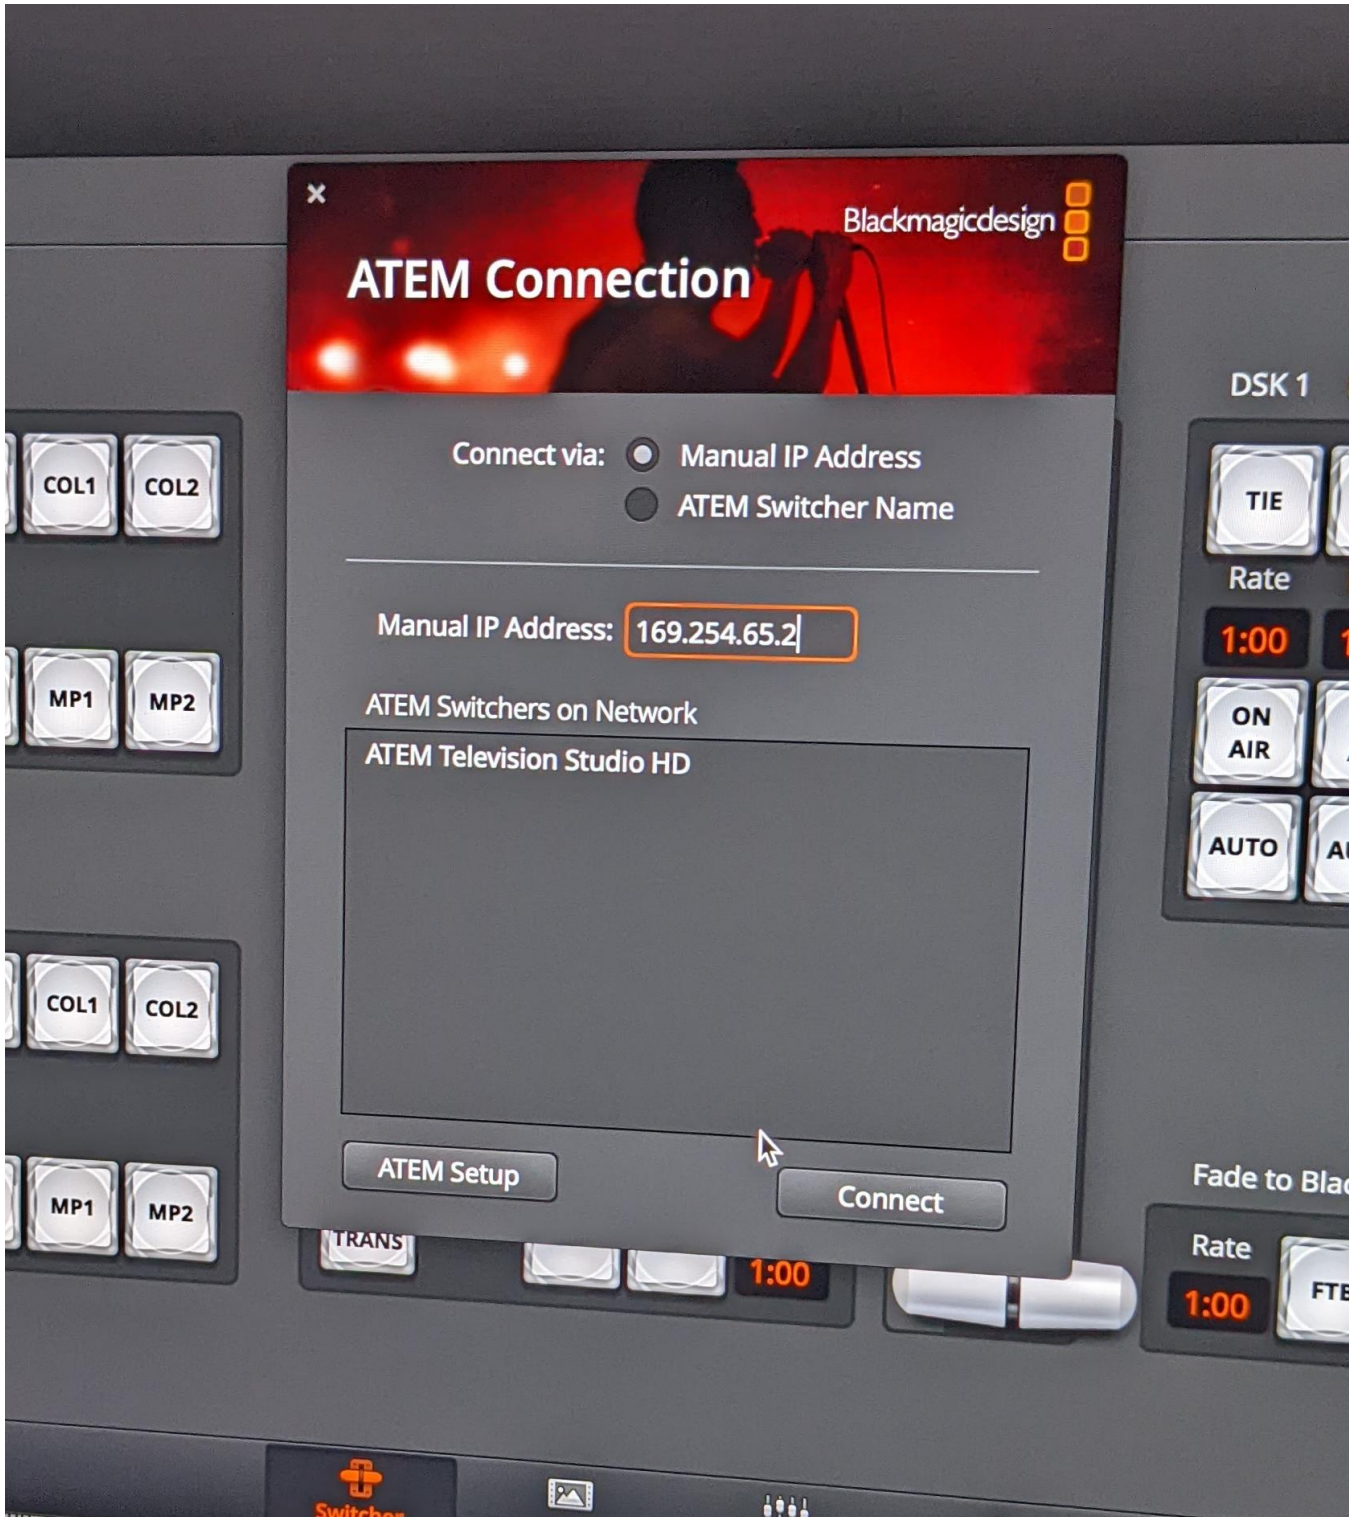 Blackmagicdesign
ATEM Connection
Connect via: Manual IP Address
ATEM Switcher Name
Manual IP Address: 169.254.65.2
ATEM Switchers on Network
ATEM Television Studio HD
ATEM Setup
Connect
COL1 COL2
MP1 MP2
COL1 COL2
MP1 MP2
TRANS
1:00
DSK 1
TIE
Rate
1:00
ON
AIR
AUTO
Fade to Blac
Rate
1:00
FTB
Switcher